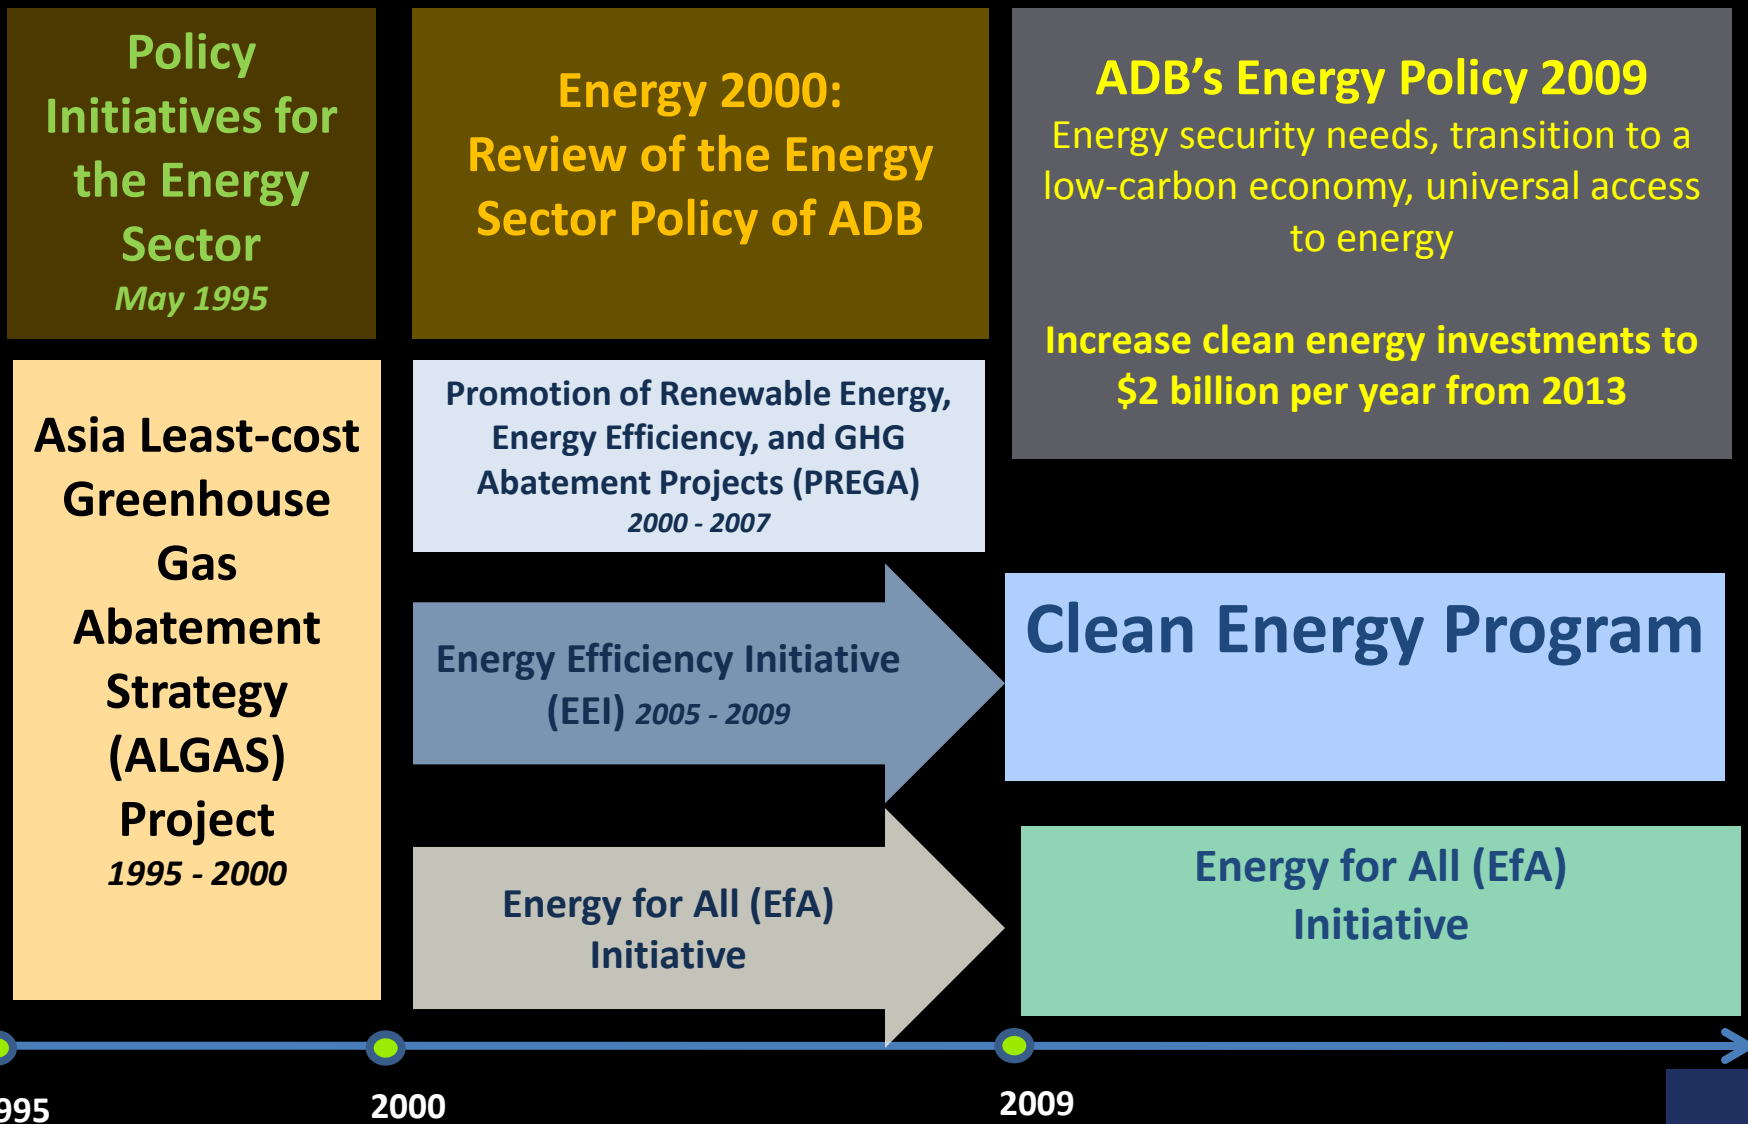 Policy
Initiatives for
the Energy
Sector
May 1995
Energy 2000:
Review of the Energy
Sector Policy of ADB
ADB’s Energy Policy 2009
Energy security needs, transition to a
low-carbon economy, universal access
to energy
Increase clean energy investments to
$2 billion per year from 2013
Asia Least-cost
Greenhouse
Gas
Abatement
Strategy
(ALGAS)
Project
1995 - 2000
Promotion of Renewable Energy,
Energy Efficiency, and GHG
Abatement Projects (PREGA)
2000 - 2007
Energy Efficiency Initiative
(EEI) 2005 - 2009
Clean Energy Program
Energy for All (EfA)
Initiative
Energy for All (EfA)
Initiative
995
2000
2009